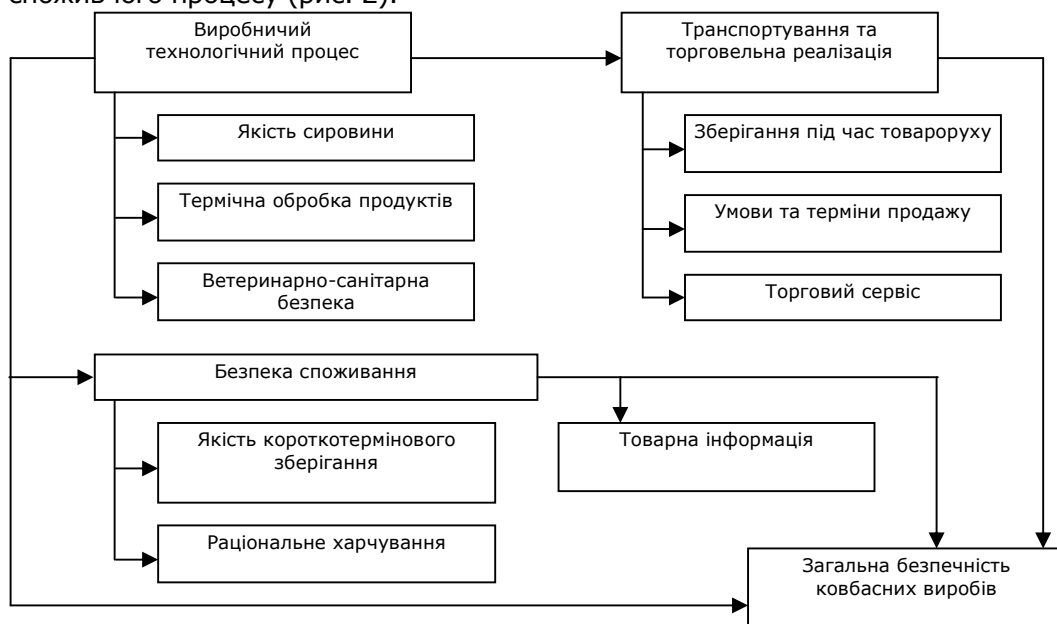 споживчого процесу (рис. 2).
Виробничий
технологічний процес
Транспортування та
торговельна реалізація
Якість сировини
Зберігання під час товароруху
Термічна обробка продуктів
Умови та терміни продажу
Ветеринарно-санітарна
безпека
Торговий сервіс
Безпека споживання
Якість короткотермінового
зберігання
Товарна інформація
Раціональне харчування
Загальна безпечність
ковбасних виробів